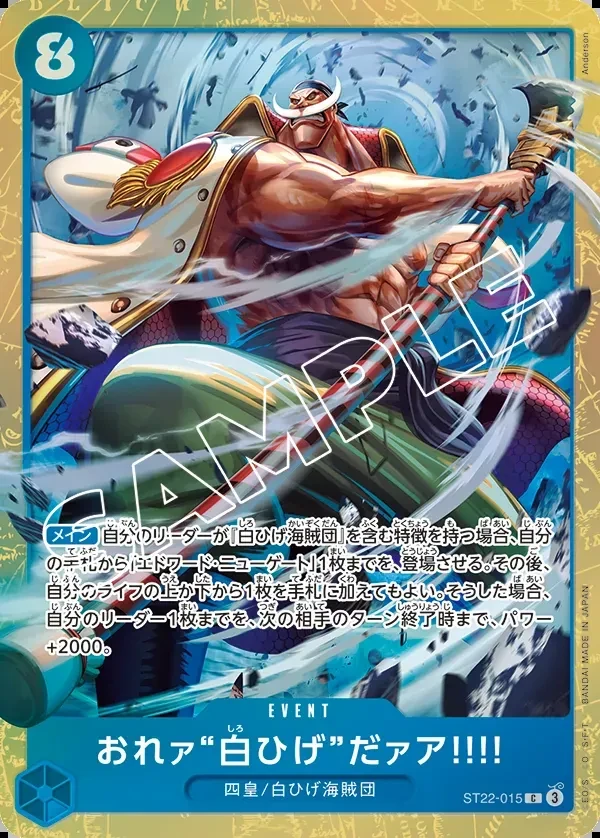 8
Anderson
SAMPLE
メイン 自分のリーダーが『白ひげ海賊団』を含む特徴を持つ場合、自分
の手札から「エドワード・ニューゲート」1枚までを、登場させる。その後、
自分のライフの上か下から1枚を手札に加えてもよい。そうした場合、
自分のリーダー1枚までを、次の相手のターン終了時まで、パワー
+2000。
BANDAI MADE IN JAPAN
EVENT
おれァ“白ひげ”だァア!!!!
四皇/白ひげ海賊団
ST22-015 C 3